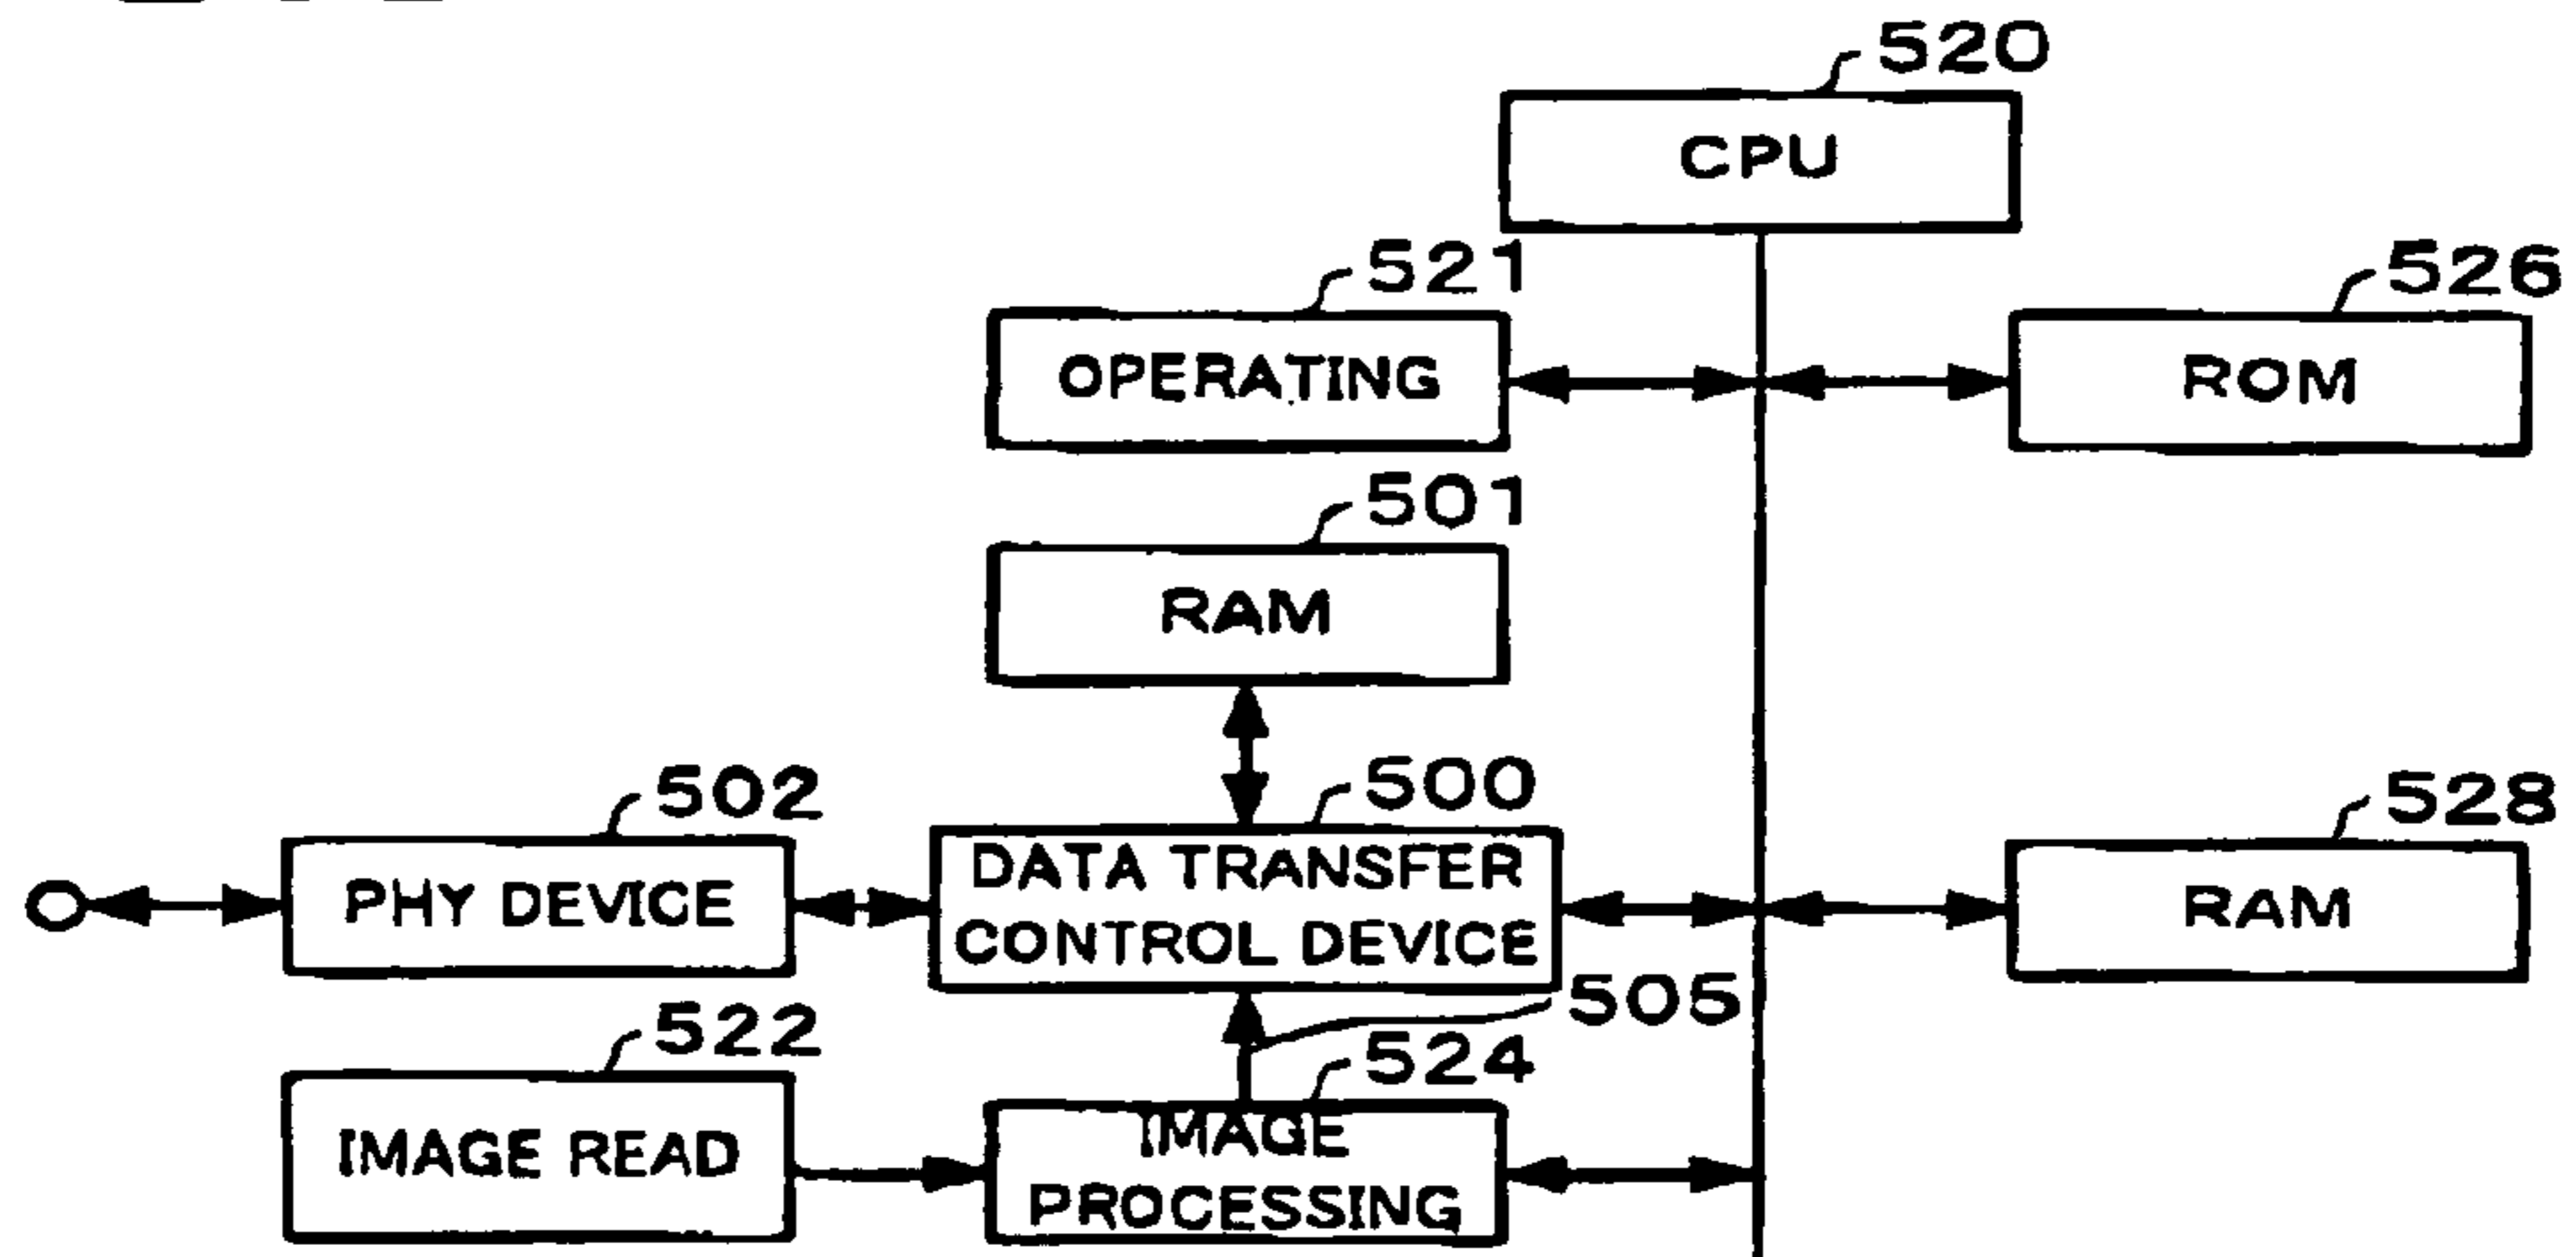 520
CPU
521
526
OPERATING
ROM
501
RAM
502
500
528
PHY DEVICE
DATA TRANSFER
CONTROL DEVICE
RAM
522
505
524
IMAGE READ
IMAGE
PROCESSING